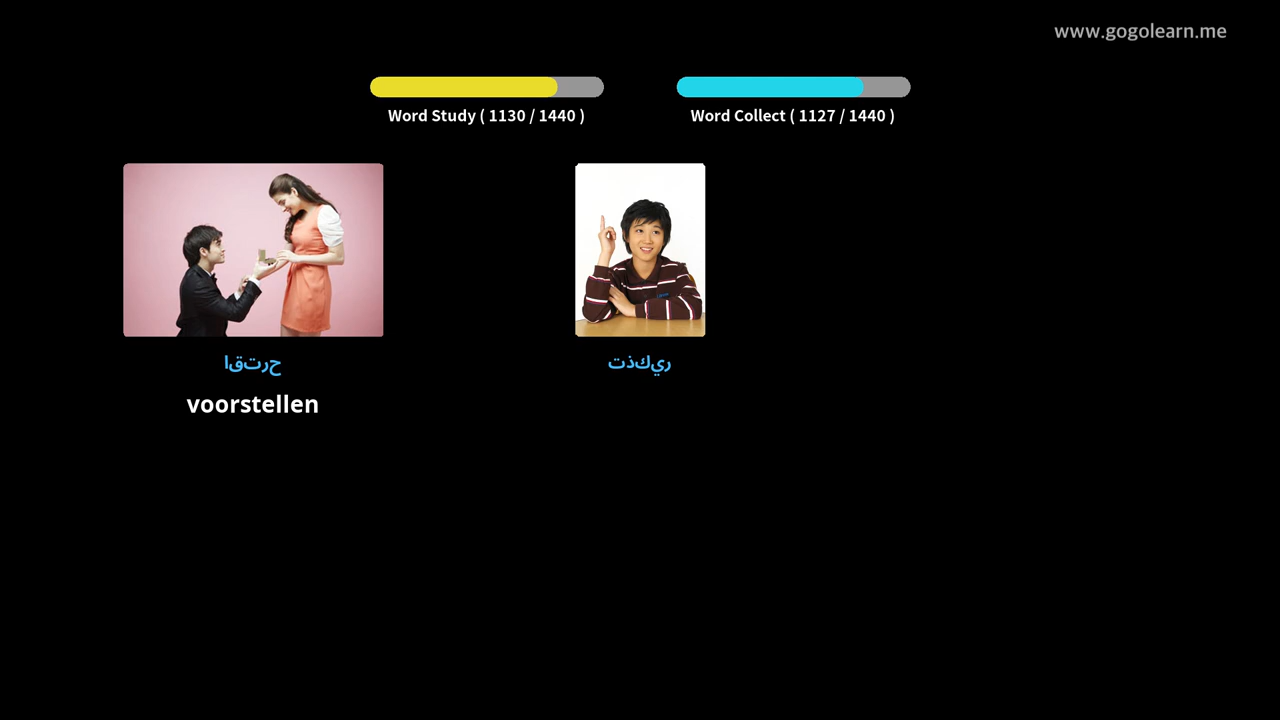 www.gogolearn.me
Word Study ( 1130 / 1440 )
Word Collect ( 1127 / 1440 )
اقترح
تذكير
voorstellen